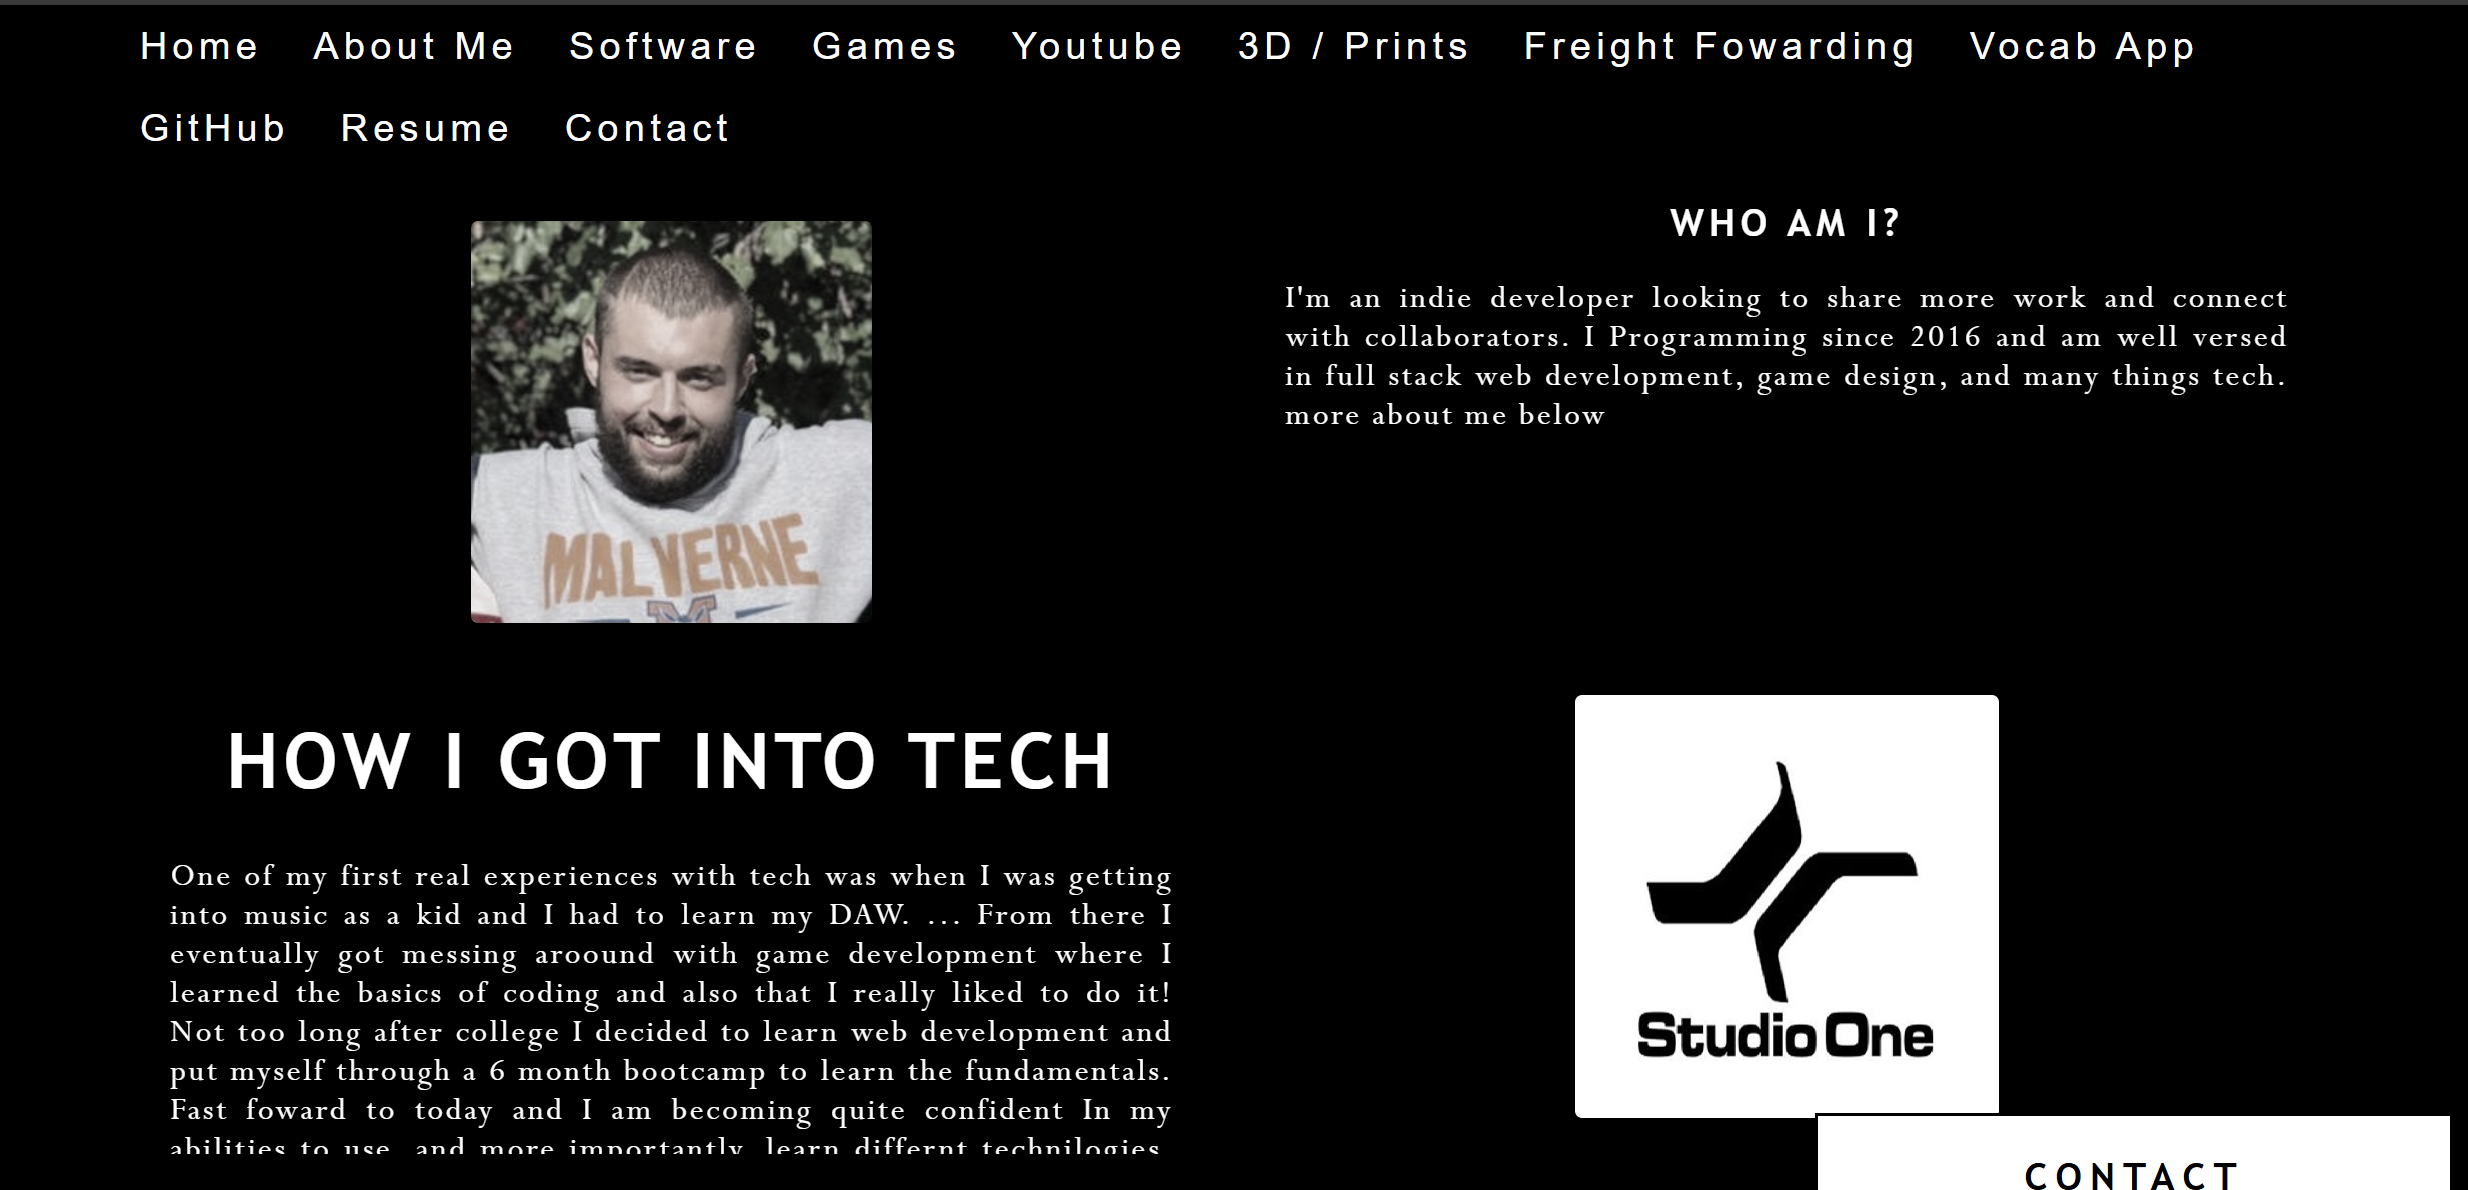 Home About Me Software Games Youtube 3D / Prints Freight Fowarding Vocab App
GitHub Resume Contact
WHO AM I?
I'm an indie developer looking to share more work and connect
with collaborators. I Programming since 2016 and am well versed
in full stack web development, game design, and many things tech.
more about me below
MALVERNE
M
HOW I GOT INTO TECH
One of my first real experiences with tech was when I was getting
into music as a kid and I had to learn my DAW. ... From there I
eventually got messing aroound with game development where I
learned the basics of coding and also that I really liked to do it!
Not too long after college I decided to learn web development and
put myself through a 6 month bootcamp to learn the fundamentals.
Fast foward to today and I am becoming quite confident In my
abilities to use, and more importantly, learn differnt technilogies.
Studio One
CONTACT